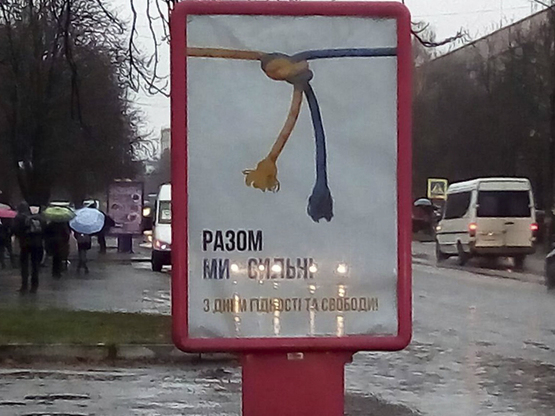 РАЗОМ
МИ СИЛЬНІ
З ДНЕМ ГІДНОСТІ ТА СВОБОДИ!